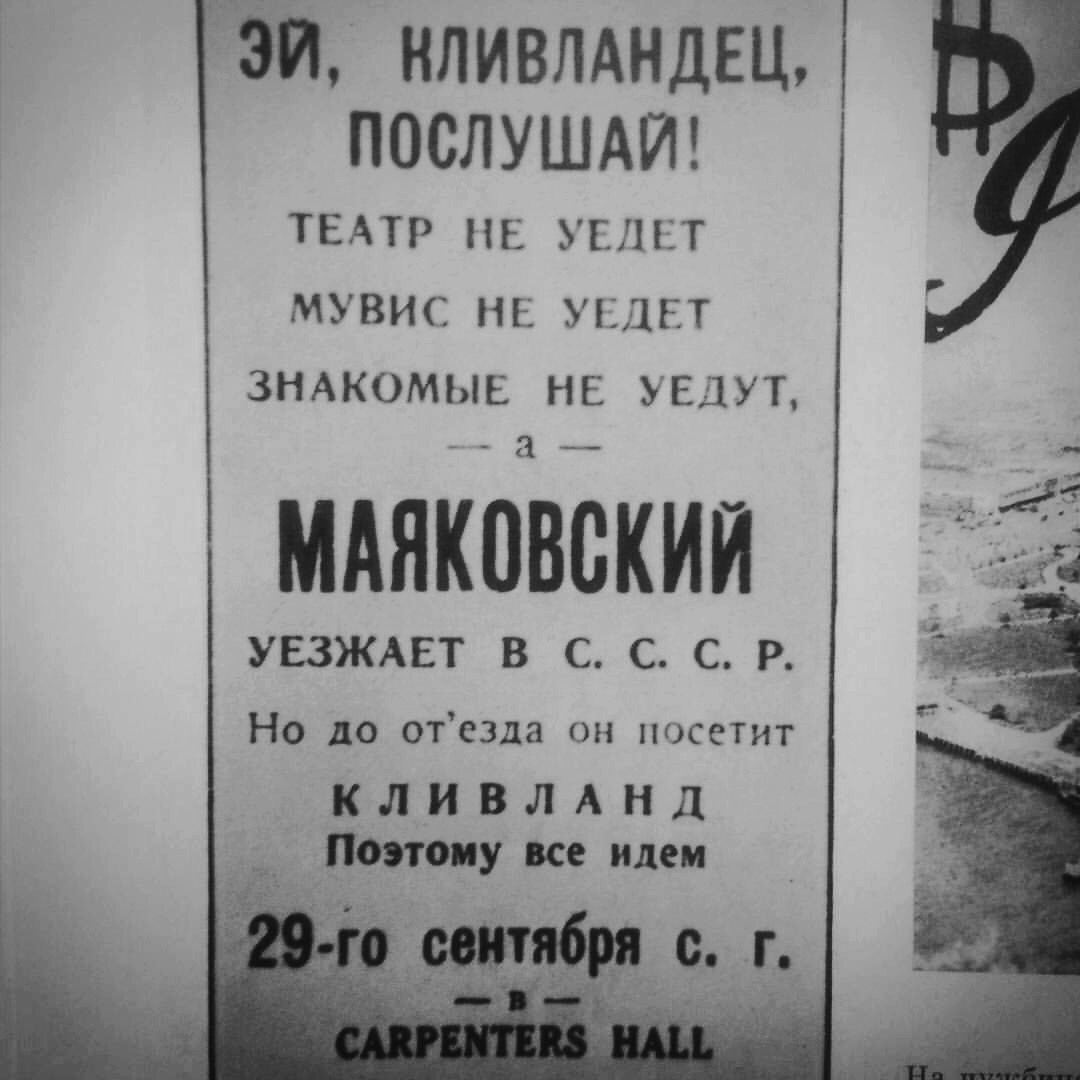 ЭЙ, КЛИВЛАНДЕЦ,
ПОСЛУШАЙ!
ТЕАТР НЕ УЕДЕТ
МУВИС НЕ УЕДЕТ
ЗНАКОМЫЕ НЕ УЕДУТ,
— а —
МАЯКОВСКИЙ
УЕЗЖАЕТ В С. С. С. Р.
Но до от'езда он посетит
КЛИВЛАНД
Поэтому все идем
29-го сентября с. г.
— в —
CARPENTERS HALL
На